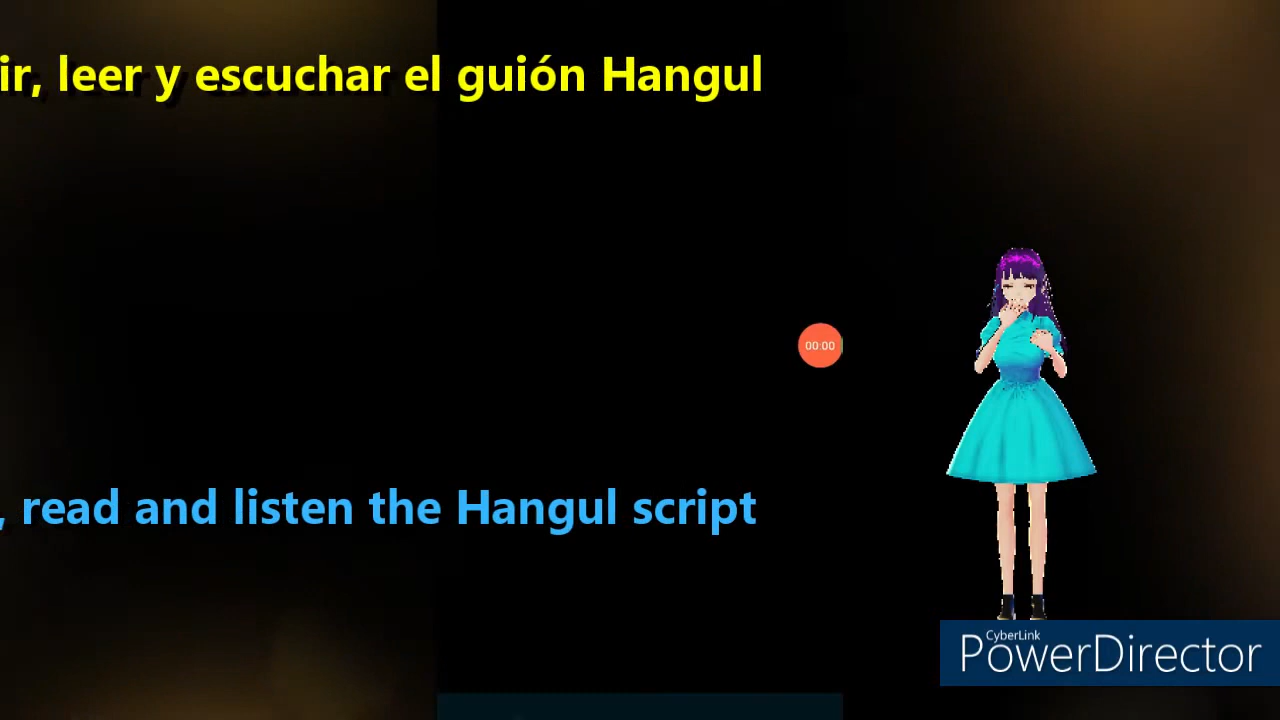 ir, leer y escuchar el guión Hangul
00:00
, read and listen the Hangul script
CyberLink
PowerDirector